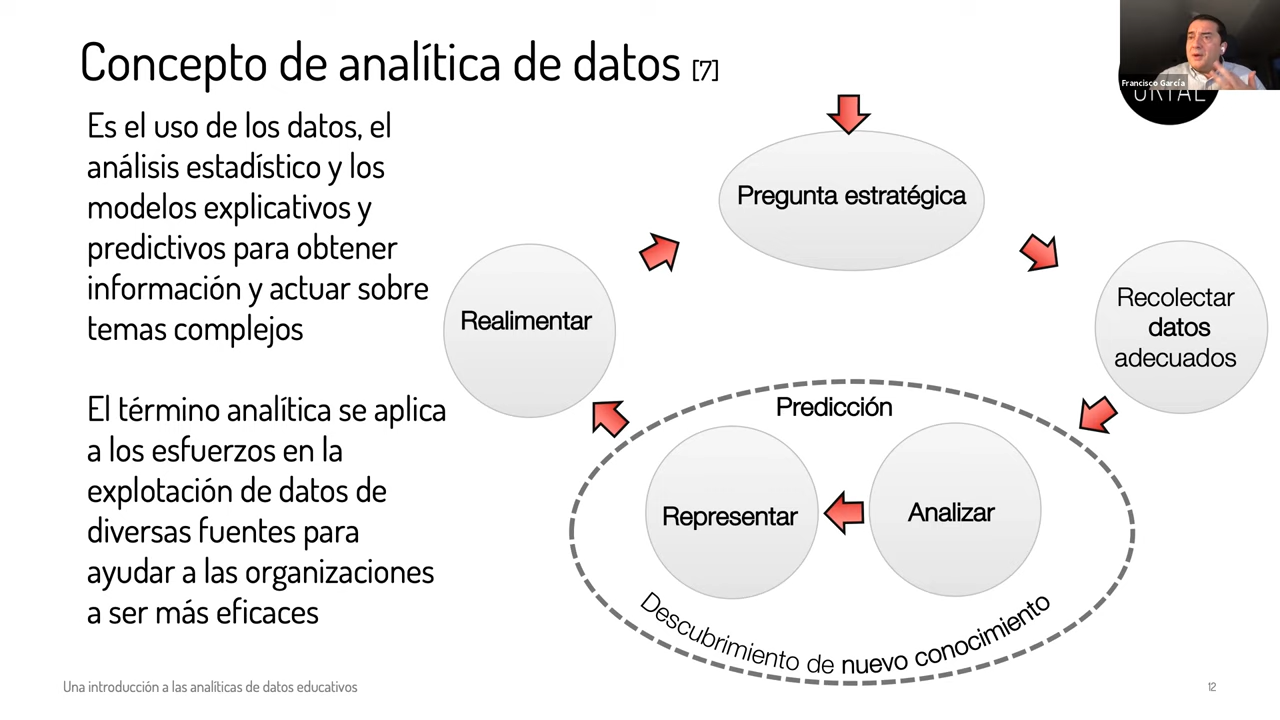 Concepto de analítica de datos [7]
Es el uso de los datos, el
análisis estadístico y los
modelos explicativos y
predictivos para obtener
información y actuar sobre
temas complejos
El término analítica se aplica
a los esfuerzos en la
explotación de datos de
diversas fuentes para
ayudar a las organizaciones
a ser más eficaces
Pregunta estratégica
Recolectar
datos
adecuados
Realimentar
Predicción
Analizar
Representar
Descubrimiento de nuevo conocimiento
Francisco García
Una introducción a las analíticas de datos educativos
12